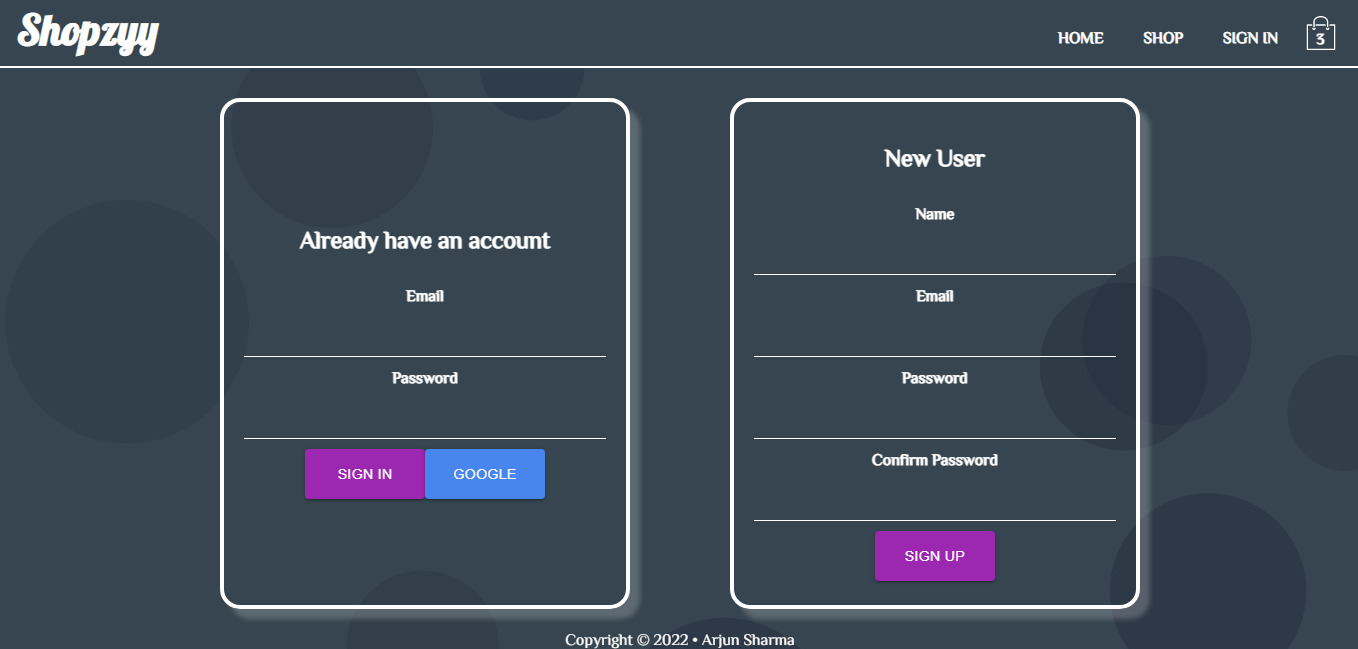 Shopzyy
HOME SHOP SIGN IN 3
Already have an account
Email
Password
SIGN IN GOOGLE
New User
Name
Email
Password
Confirm Password
SIGN UP
Copyright © 2022 • Arjun Sharma